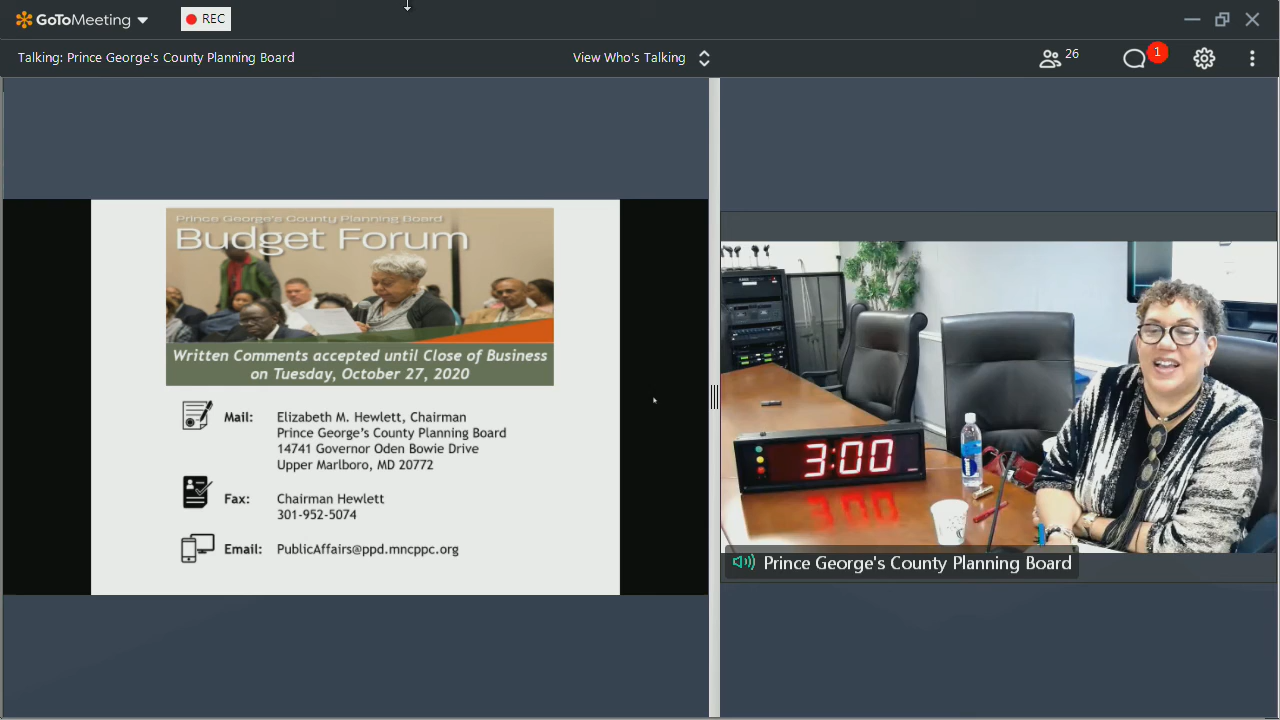 GoToMeeting
REC
Talking: Prince George's County Planning Board
View Who's Talking
26
1
Prince George's County Planning Board
Budget Forum
Written Comments accepted until Close of Business
on Tuesday, October 27, 2020
Mail: Elizabeth M. Hewlett, Chairman
Prince George's County Planning Board
14741 Governor Oden Bowie Drive
Upper Marlboro, MD 20772
Fax: Chairman Hewlett
301-952-5074
Email: PublicAffairs@ppd.mncppc.org
3:00
Prince George's County Planning Board